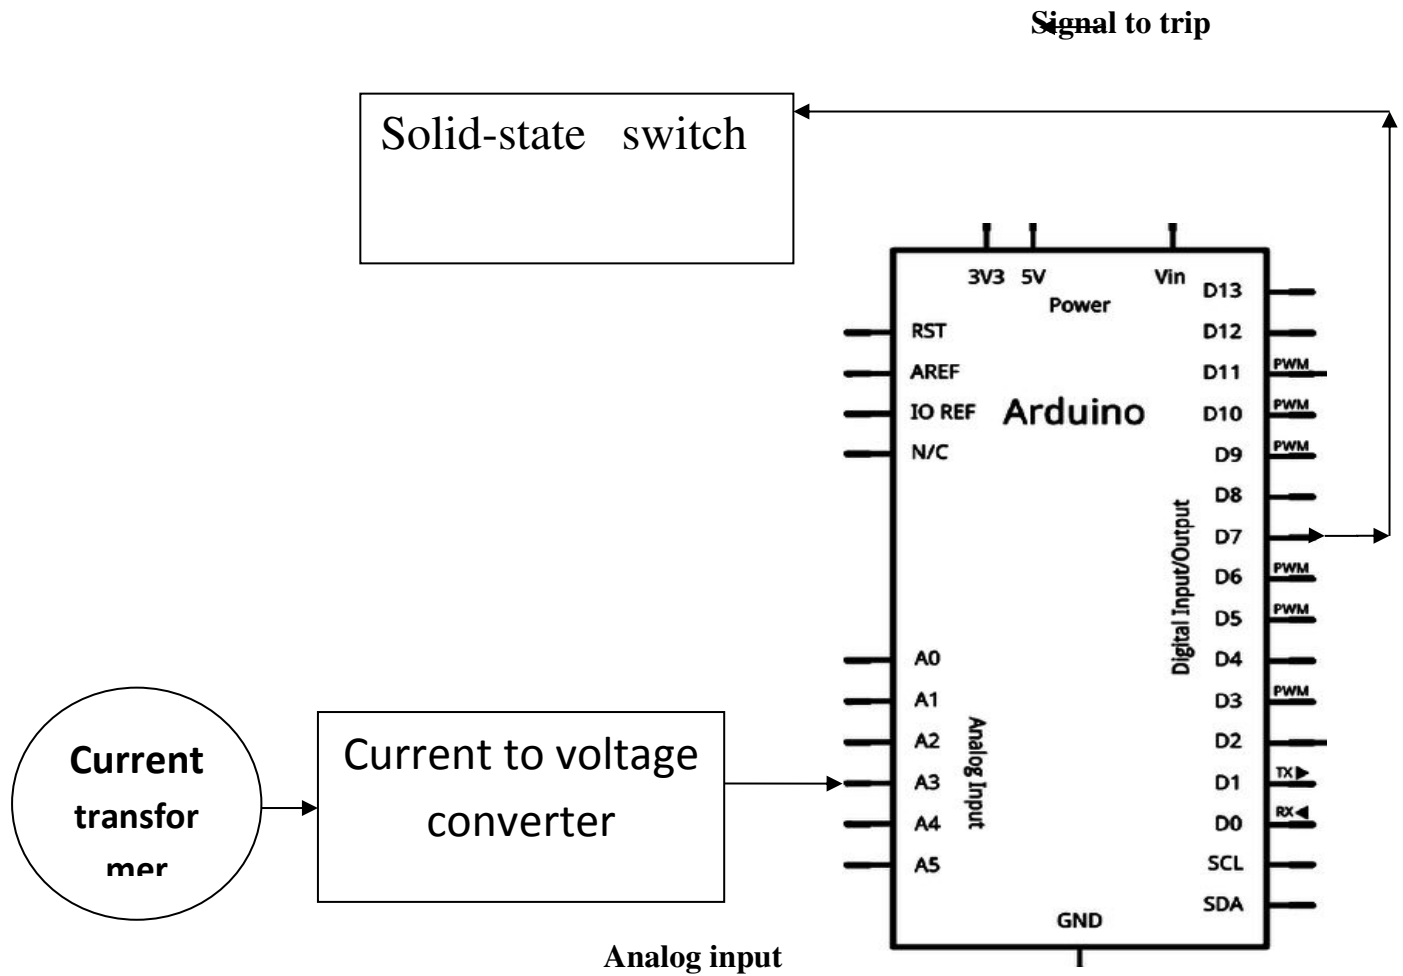 Signal to trip
Solid-state switch
3V3 5V Vin
Power
Arduino
RST
AREF
IO REF
N/C
A0
A1
A2
A3
A4
A5
Analog Input
D13
D12
D11 PWM
D10 PWM
D9 PWM
D8
D7
D6 PWM
D5 PWM
D4
D3 PWM
D2
D1 TX
D0 RX
SCL
SDA
Digital Input/Output
GND
Current
transfor
mer
Current to voltage
converter
Analog input